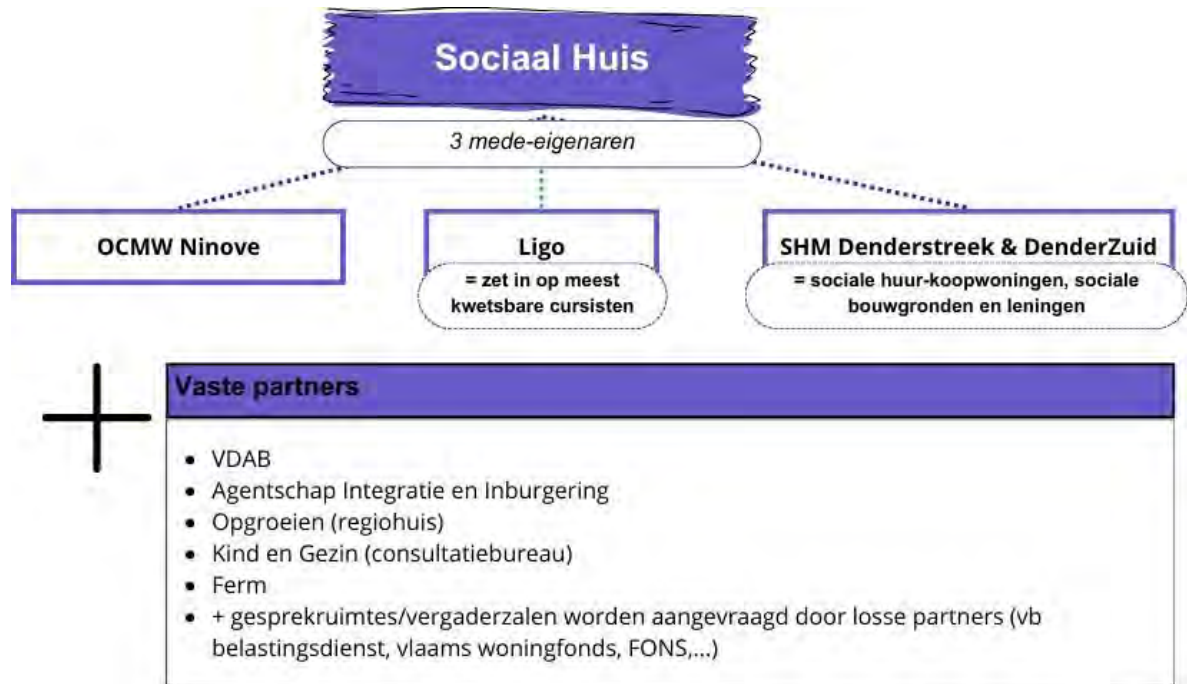 Sociaal Huis
3 mede-eigenaren
OCMW Ninove
Ligo
= zet in op meest
kwetsbare cursisten
SHM Denderstreek & DenderZuid
= sociale huur-koopwoningen, sociale
bouwgronden en leningen
Vaste partners
• VDAB
• Agentschap Integratie en Inburgering
• Opgroeien (regiohuis)
• Kind en Gezin (consultatiebureau)
• Ferm
• + gesprekruimtes/vergaderzalen worden aangevraagd door losse partners (vb
belastingsdienst, vlaams woningfonds, FONS,...)